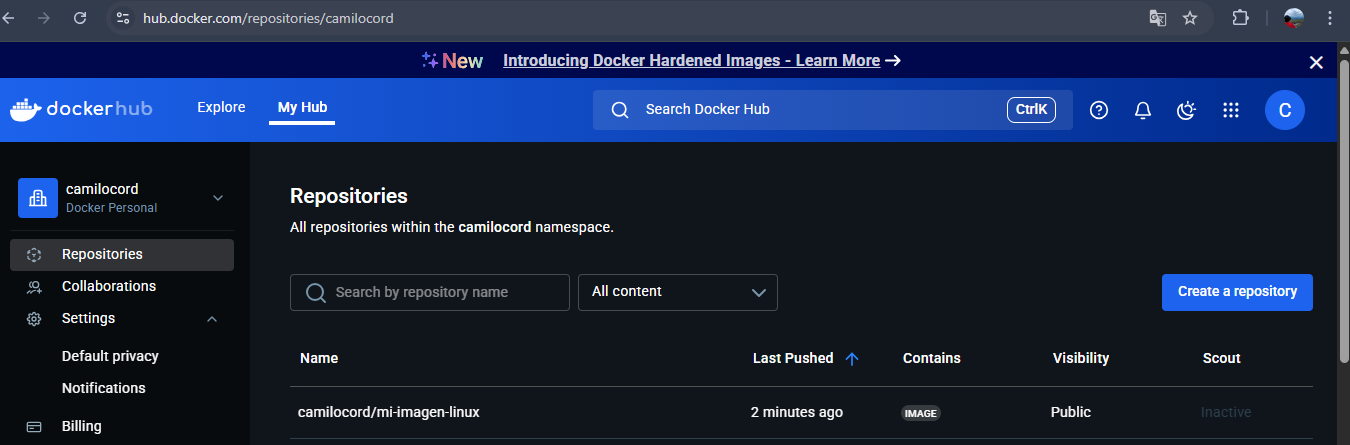 hub.docker.com/repositories/camilocord
New Introducing Docker Hardened Images - Learn More →
dockerhub Explore My Hub Search Docker Hub CtrlK C
camilocord
Docker Personal
Repositories
Collaborations
Settings
Default privacy
Notifications
Billing
Repositories
All repositories within the camilocord namespace.
Search by repository name All content Create a repository
Name Last Pushed Contains Visibility Scout
camilocord/mi-imagen-linux 2 minutes ago IMAGE Public Inactive